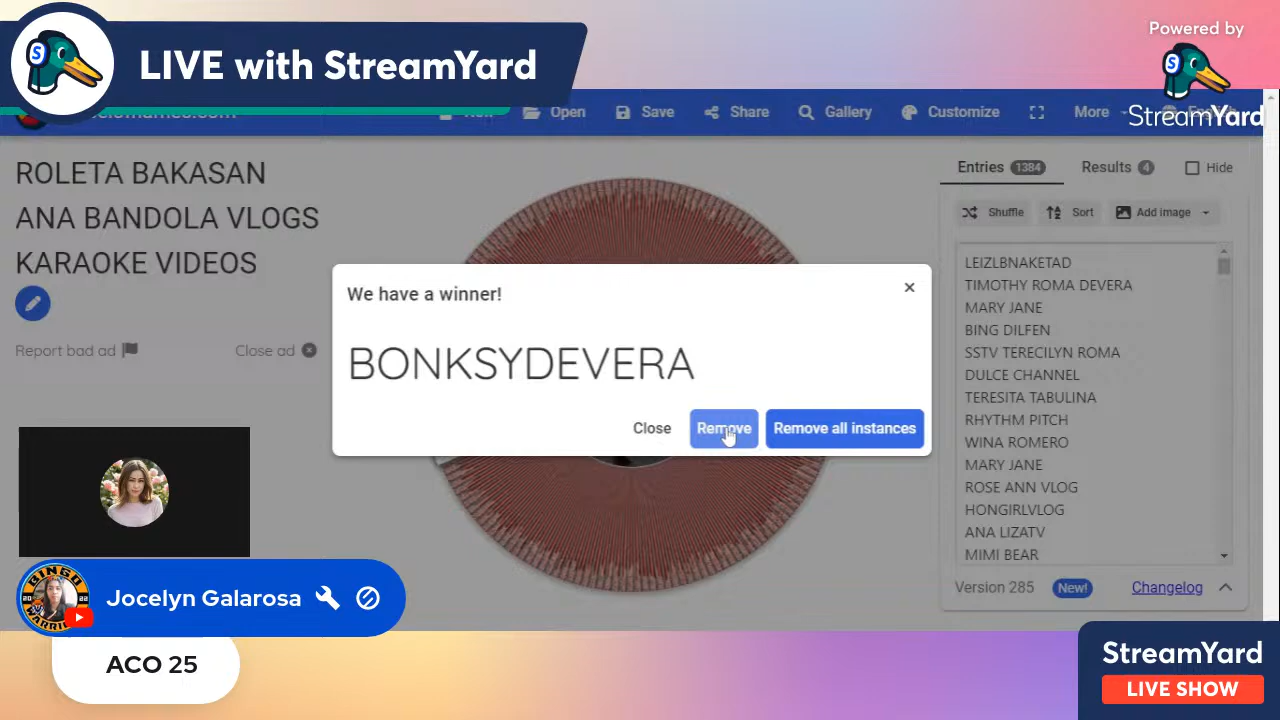 LIVE with StreamYard
Powered by
StreamYard
Open
Save
Share
Gallery
Customize
More
ROLETA BAKASAN
ANA BANDOLA VLOGS
KARAOKE VIDEOS
Report bad ad
Close ad
Entries 1384
Results 4
Hide
Shuffle
Sort
Add image
LEIZLBNAKETAD
TIMOTHY ROMA DEVERA
MARY JANE
BING DILFEN
SSTV TERECILYN ROMA
DULCE CHANNEL
TERESITA TABULINA
RHYTHM PITCH
WINA ROMERO
MARY JANE
ROSE ANN VLOG
HONGIRLVLOG
ANA LIZATV
MIMI BEAR
Version 285
New!
Changelog
We have a winner!
BONKSYDEVERA
Close
Remove
Remove all instances
BINGO
2022
Jocelyn Galarosa
ACO 25
StreamYard
LIVE SHOW